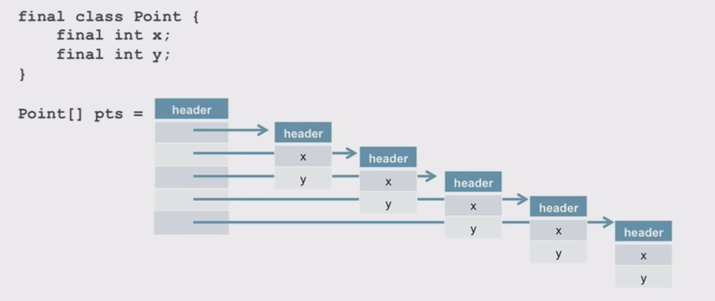 final class Point {
final int x;
final int y;
}
Point[] pts =
header
header
x
y
header
x
y
header
x
y
header
x
y
header
x
y